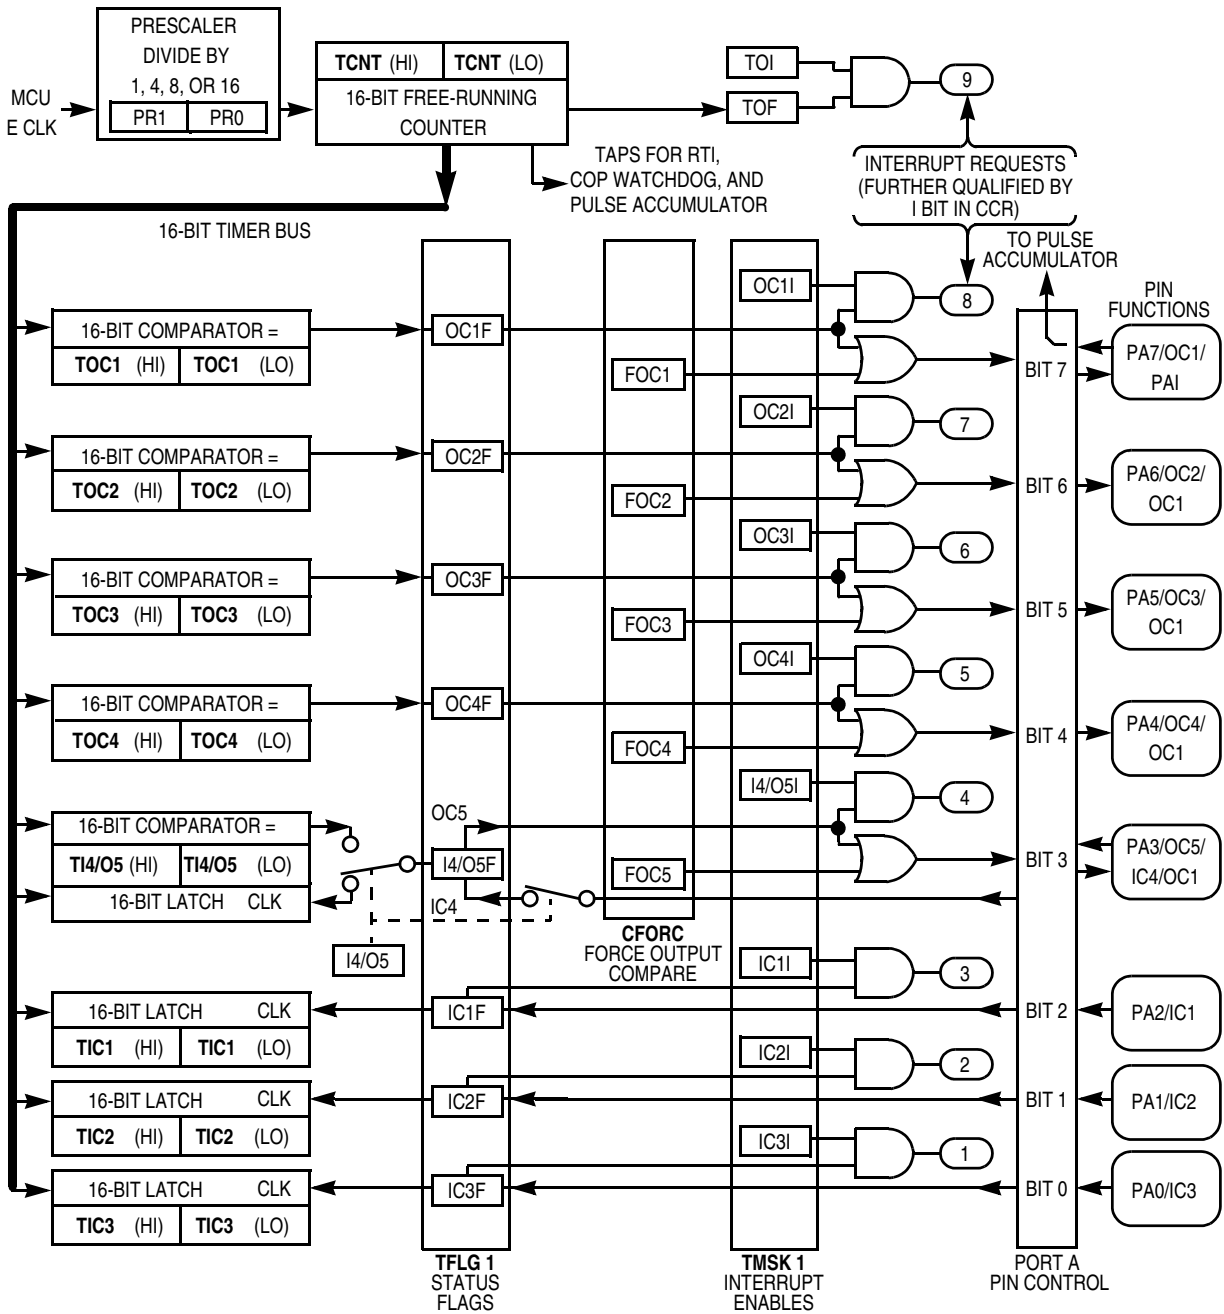 PRESCALER
DIVIDE BY
1, 4, 8, OR 16
PR1 PR0
MCU
E CLK
TCNT (HI) TCNT (LO)
16-BIT FREE-RUNNING
COUNTER
TOI
TOF
9
TAPS FOR RTI,
COP WATCHDOG, AND
PULSE ACCUMULATOR
INTERRUPT REQUESTS
(FURTHER QUALIFIED BY
I BIT IN CCR)
16-BIT TIMER BUS
TO PULSE
ACCUMULATOR
PIN
FUNCTIONS
OC1I
8
16-BIT COMPARATOR =
TOC1 (HI) TOC1 (LO)
OC1F
FOC1
BIT 7
PA7/OC1/
PAI
OC2I
7
16-BIT COMPARATOR =
TOC2 (HI) TOC2 (LO)
OC2F
FOC2
BIT 6
PA6/OC2/
OC1
OC3I
6
16-BIT COMPARATOR =
TOC3 (HI) TOC3 (LO)
OC3F
FOC3
BIT 5
PA5/OC3/
OC1
OC4I
5
16-BIT COMPARATOR =
TOC4 (HI) TOC4 (LO)
OC4F
FOC4
BIT 4
PA4/OC4/
OC1
I4/O5I
4
16-BIT COMPARATOR =
TI4/O5 (HI) TI4/O5 (LO)
16-BIT LATCH CLK
OC5
I4/O5F
IC4
FOC5
BIT 3
PA3/OC5/
IC4/OC1
I4/O5
CFORC
FORCE OUTPUT
COMPARE
IC1I
3
16-BIT LATCH CLK
TIC1 (HI) TIC1 (LO)
IC1F
BIT 2
PA2/IC1
IC2I
2
16-BIT LATCH CLK
TIC2 (HI) TIC2 (LO)
IC2F
BIT 1
PA1/IC2
IC3I
1
16-BIT LATCH CLK
TIC3 (HI) TIC3 (LO)
IC3F
BIT 0
PA0/IC3
TFLG 1
STATUS
FLAGS
TMSK 1
INTERRUPT
ENABLES
PORT A
PIN CONTROL